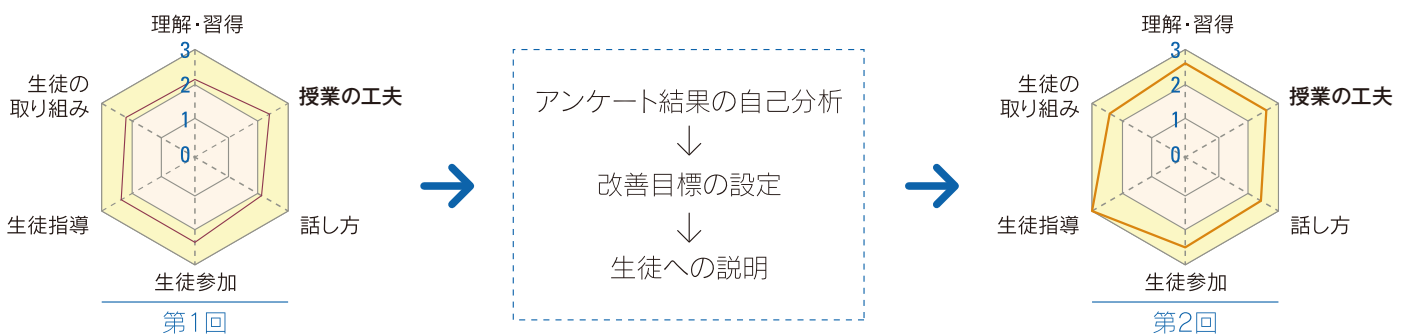 理解・習得
3
2
1
0
生徒の
取り組み
授業の工夫
生徒指導
話し方
生徒参加
第1回
アンケート結果の自己分析
↓
改善目標の設定
↓
生徒への説明
理解・習得
3
2
1
0
生徒の
取り組み
授業の工夫
生徒指導
話し方
生徒参加
第2回